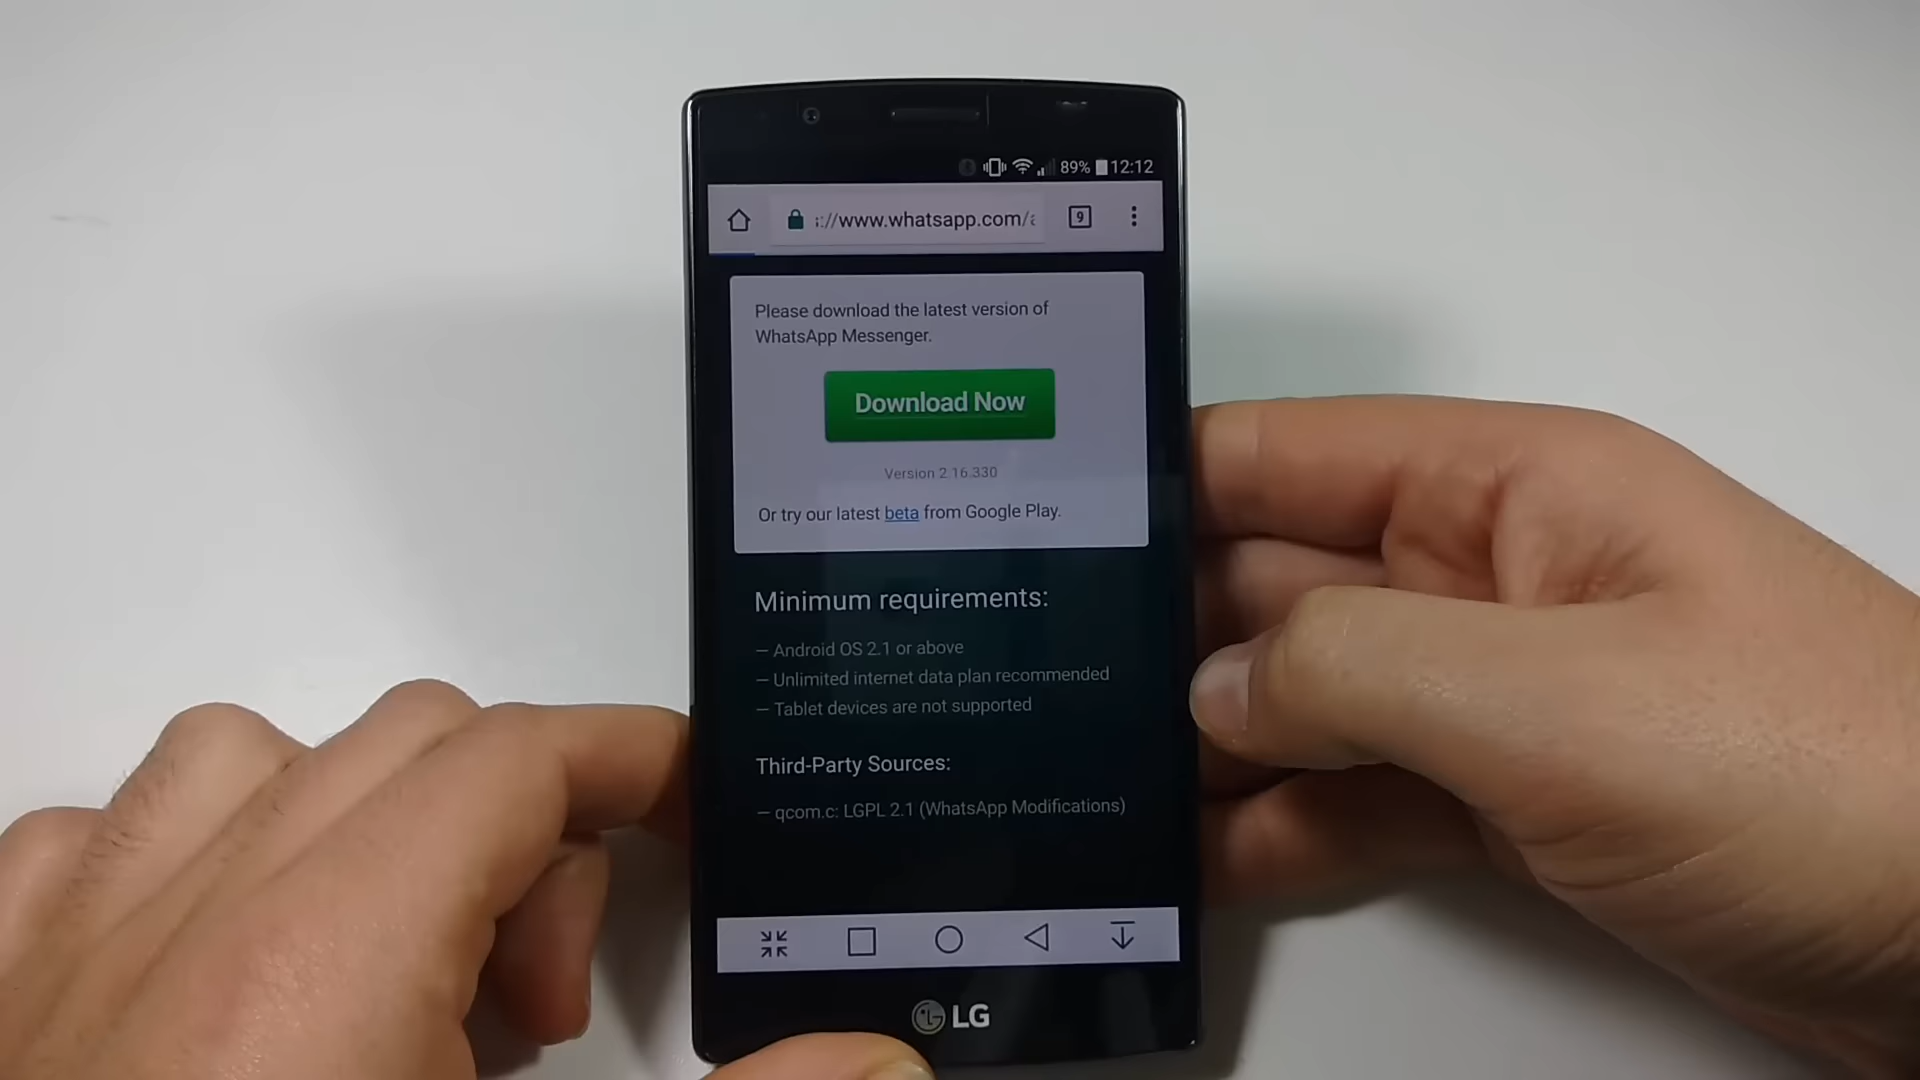 89% 12:12
://www.whatsapp.com/a
9
Please download the latest version of
WhatsApp Messenger.
Download Now
Version 2.16.330
Or try our latest beta from Google Play.
Minimum requirements:
– Android OS 2.1 or above
– Unlimited internet data plan recommended
– Tablet devices are not supported
Third-Party Sources:
– qcom.c: LGPL 2.1 (WhatsApp Modifications)
LG